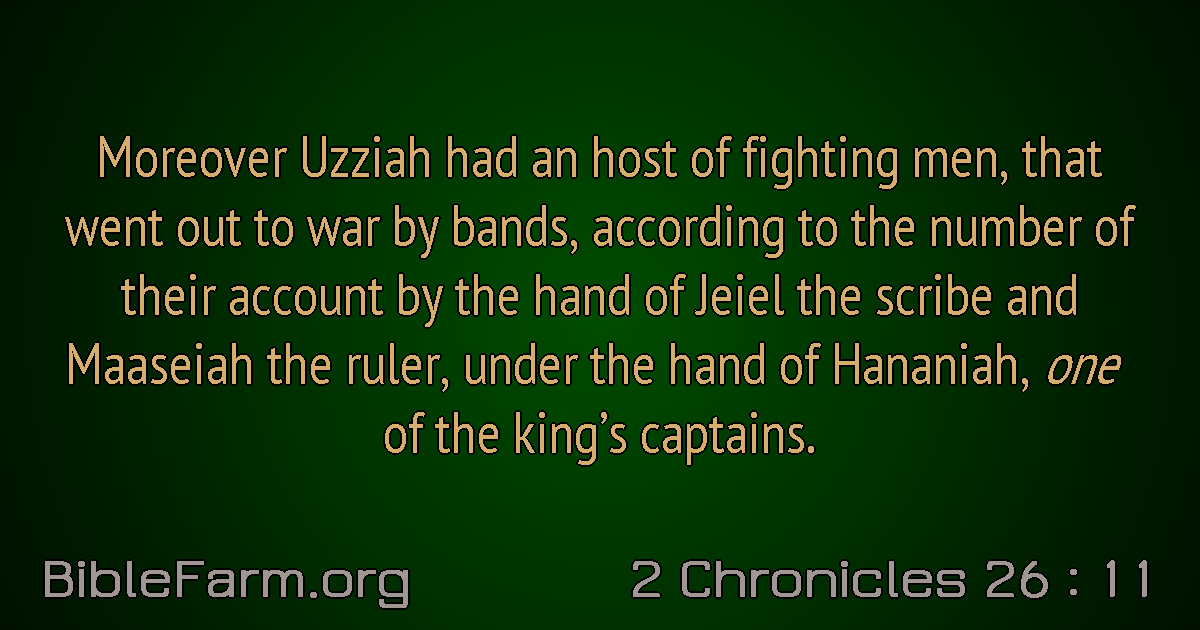 Moreover Uzziah had an host of fighting men, that
went out to war by bands, according to the number of
their account by the hand of Jeiel the scribe and
Maaseiah the ruler, under the hand of Hananiah, one
of the king’s captains.
BibleFarm.org
2 Chronicles 26 : 11